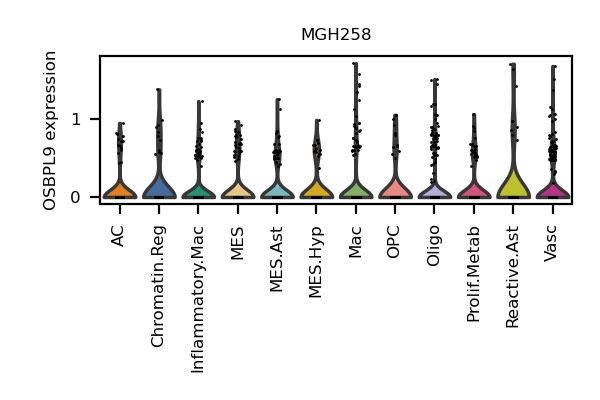 MGH258
OSBPL9 expression
1
0
AC
Chromatin.Reg
Inflammatory.Mac
MES
MES.Ast
MES.Hyp
Mac
OPC
Oligo
Prolif.Metab
Reactive.Ast
Vasc